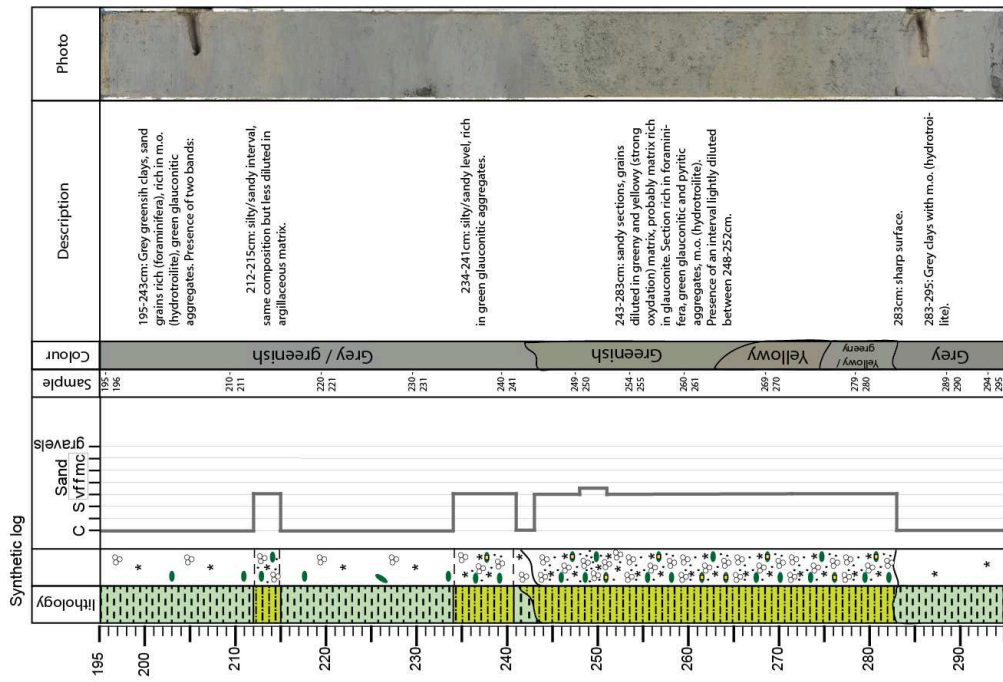 Synthetic log
lithology
C
S
vf f m c
Sand
gravels
Sample
Colour
Description
Photo
195
200
210
220
230
240
250
260
270
280
290
195-
196
210-
211
220-
221
230-
231
240-
241
249-
250
254-
255
260-
261
269-
270
279-
280
289-
290
294-
295
Grey / greenish
Greenish
Yellowy
Yellowy /
greeny
Grey
195-243cm: Grey greensih clays, sand
grains rich (foraminifera), rich in m.o.
(hydrotroilite), green glauconitic
aggregates. Presence of two bands:
212-215cm: silty/sandy interval,
same composition but less diluted in
argillaceous matrix.
234-241cm: silty/sandy level, rich
in green glauconitic aggregates.
243-283cm: sandy sections, grains
diluted in greeny and yellowy (strong
oxydation) matrix, probably matrix rich
in glauconite. Section rich in foramini-
fera, green glauconitic and pyritic
aggregates, m.o. (hydrotroilite).
Presence of an interval lightly diluted
between 248-252cm.
283cm: sharp surface.
283-295: Grey clays with m.o. (hydrotroi-
lite).